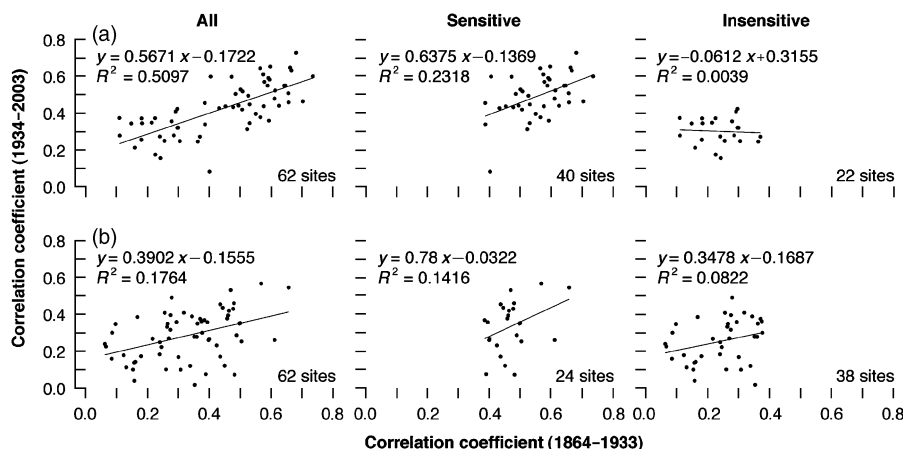 All Sensitive Insensitive
(a)
0.8
0.6
0.4
0.2
0.0
y = 0.5671 x − 0.1722
R² = 0.5097
62 sites
y = 0.6375 x − 0.1369
R² = 0.2318
40 sites
y = -0.0612 x + 0.3155
R² = 0.0039
22 sites
Correlation coefficient (1934–2003)
(b)
0.8
0.6
0.4
0.2
0.0
y = 0.3902 x − 0.1555
R² = 0.1764
62 sites
y = 0.78 x − 0.0322
R² = 0.1416
24 sites
y = 0.3478 x − 0.1687
R² = 0.0822
38 sites
0.0 0.2 0.4 0.6 0.8 0.0 0.4 0.6 0.8 0.0 0.2 0.4 0.6 0.8
Correlation coefficient (1864–1933)